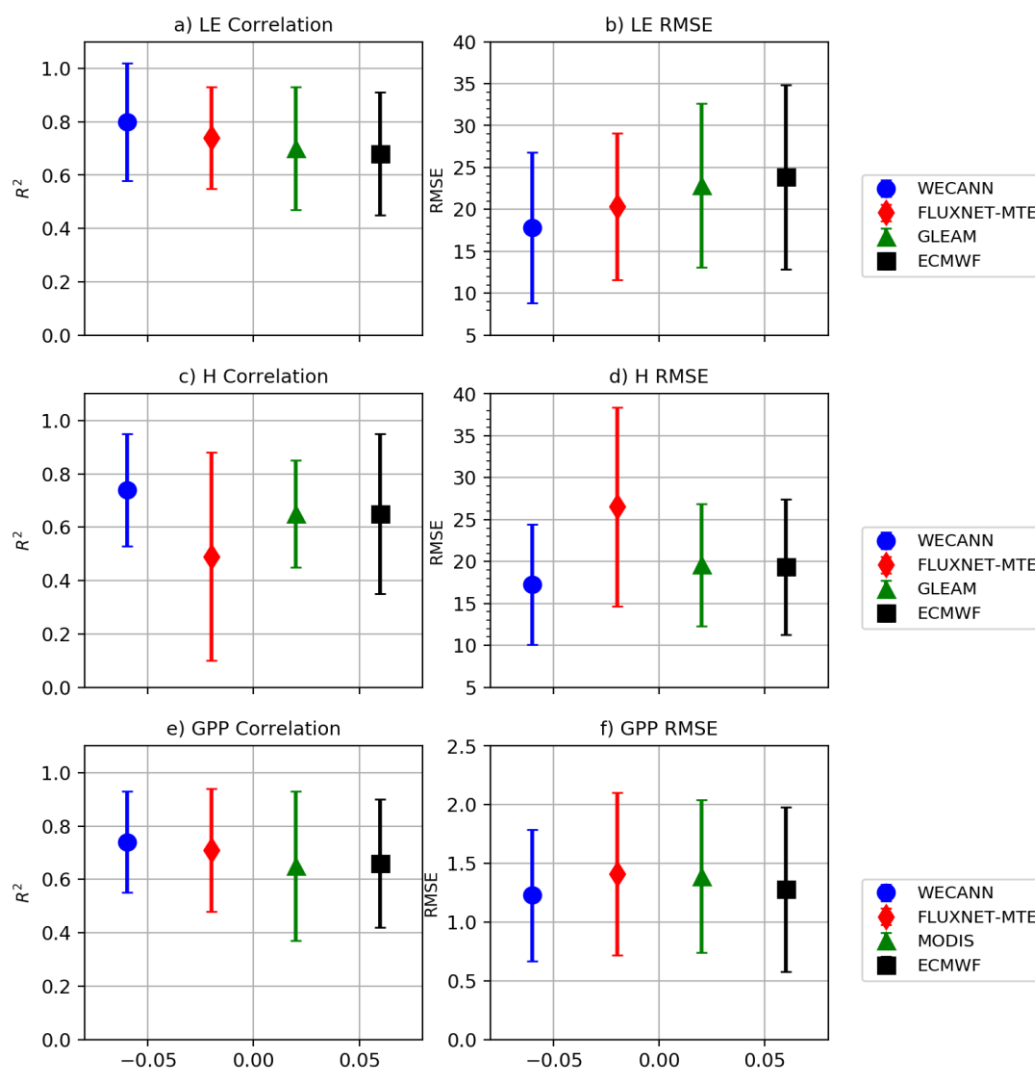 a) LE Correlation
R²
1.0
0.8
0.6
0.4
0.2
0.0
b) LE RMSE
RMSE
40
35
30
25
20
15
10
5
WECANN
FLUXNET-MTE
GLEAM
ECMWF
c) H Correlation
R²
1.0
0.8
0.6
0.4
0.2
0.0
d) H RMSE
RMSE
40
35
30
25
20
15
10
5
WECANN
FLUXNET-MTE
GLEAM
ECMWF
e) GPP Correlation
R²
1.0
0.8
0.6
0.4
0.2
0.0
−0.05 0.00 0.05
f) GPP RMSE
RMSE
2.5
2.0
1.5
1.0
0.5
0.0
−0.05 0.00 0.05
WECANN
FLUXNET-MTE
MODIS
ECMWF